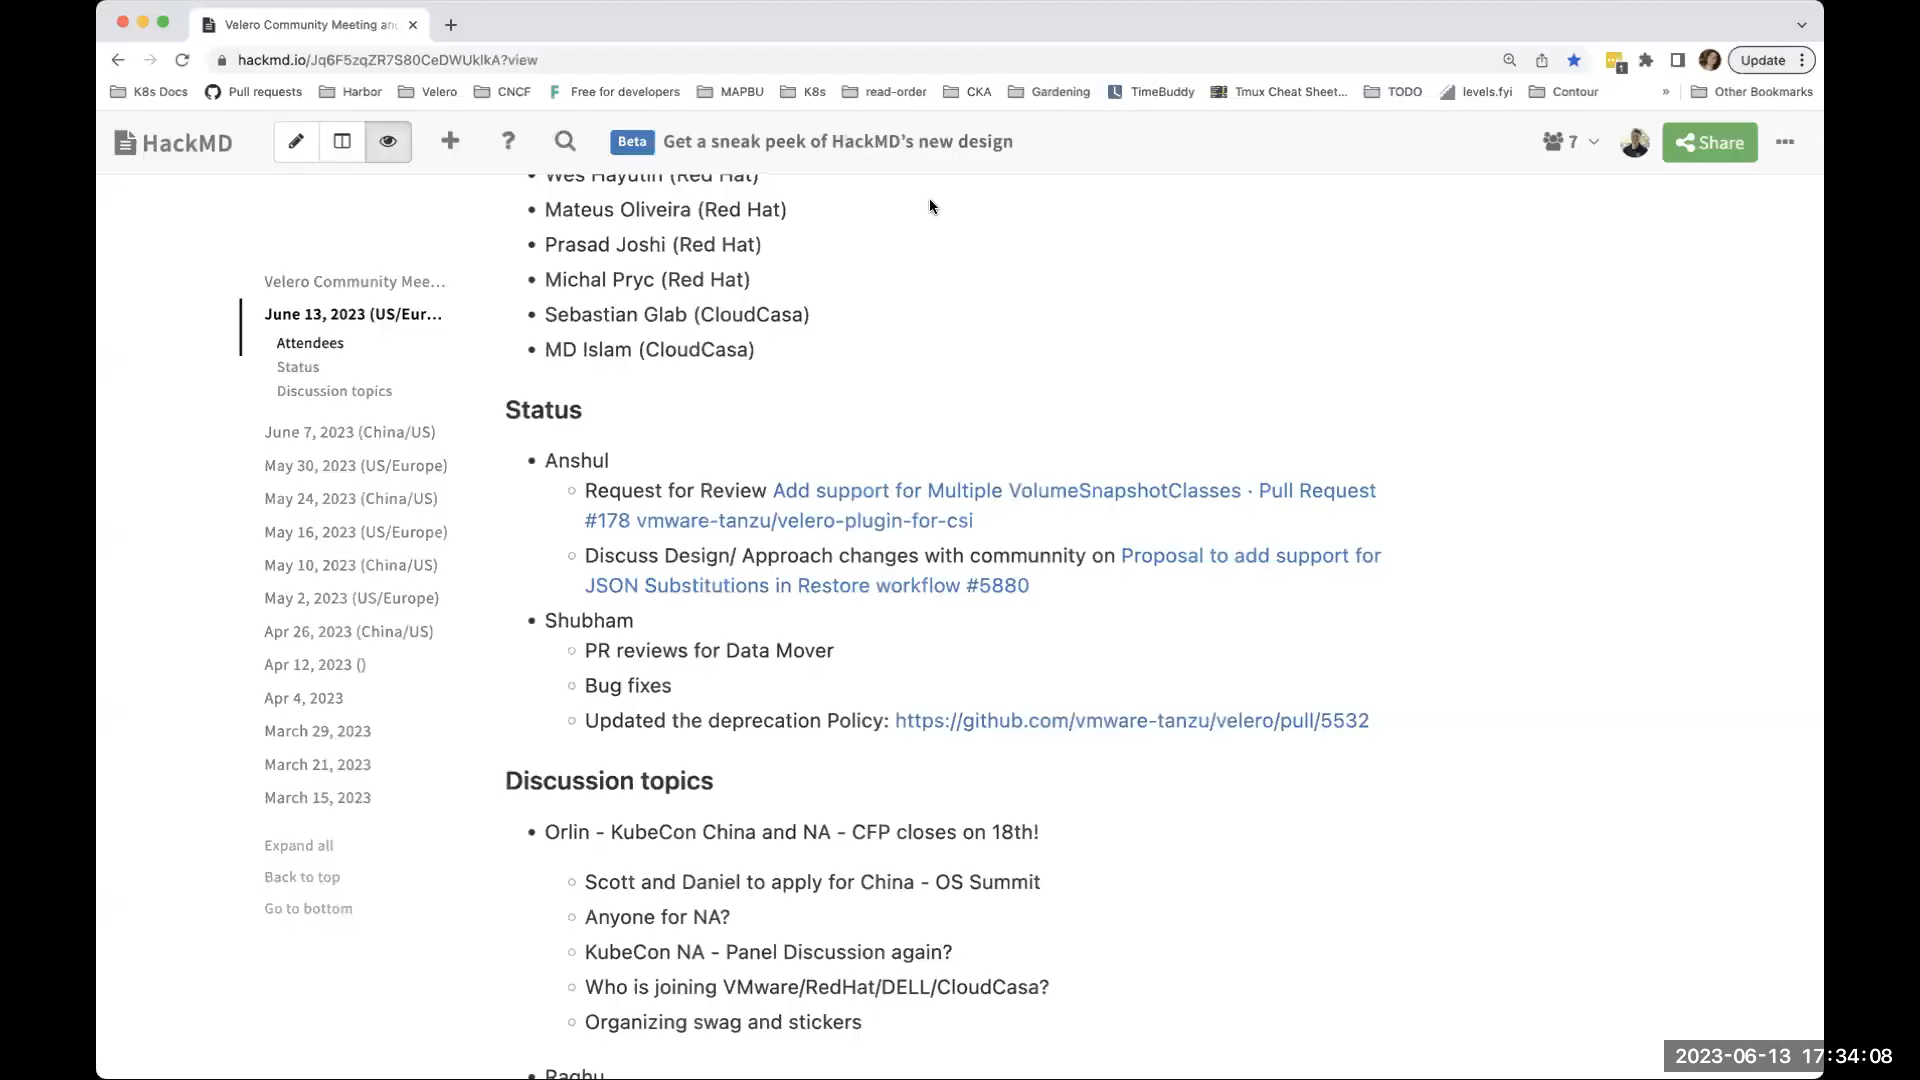 Velero Community Meeting an
hackmd.io/Jq6F5zqZR7S80CeDWUklkA?view
Update
K8s Docs
Pull requests
Harbor
Velero
CNCF
Free for developers
MAPBU
K8s
read-order
CKA
Gardening
TimeBuddy
Tmux Cheat Sheet...
TODO
levels.fyi
Contour
»
Other Bookmarks
HackMD
Beta
Get a sneak peek of HackMD's new design
7
Share
Wes Hayutin (Red Hat)
• Mateus Oliveira (Red Hat)
• Prasad Joshi (Red Hat)
• Michal Pryc (Red Hat)
• Sebastian Glab (CloudCasa)
• MD Islam (CloudCasa)
Velero Community Mee...
June 13, 2023 (US/Eur...
Attendees
Status
Discussion topics
June 7, 2023 (China/US)
May 30, 2023 (US/Europe)
May 24, 2023 (China/US)
May 16, 2023 (US/Europe)
May 10, 2023 (China/US)
May 2, 2023 (US/Europe)
Apr 26, 2023 (China/US)
Apr 12, 2023 ()
Apr 4, 2023
March 29, 2023
March 21, 2023
March 15, 2023
Expand all
Back to top
Go to bottom
Status
• Anshul
◦ Request for Review Add support for Multiple VolumeSnapshotClasses · Pull Request
#178 vmware-tanzu/velero-plugin-for-csi
◦ Discuss Design/ Approach changes with communnity on Proposal to add support for
JSON Substitutions in Restore workflow #5880
• Shubham
◦ PR reviews for Data Mover
◦ Bug fixes
◦ Updated the deprecation Policy: https://github.com/vmware-tanzu/velero/pull/5532
Discussion topics
• Orlin - KubeCon China and NA - CFP closes on 18th!
◦ Scott and Daniel to apply for China - OS Summit
◦ Anyone for NA?
◦ KubeCon NA - Panel Discussion again?
◦ Who is joining VMware/RedHat/DELL/CloudCasa?
◦ Organizing swag and stickers
• Raghu
2023-06-13 17:34:08